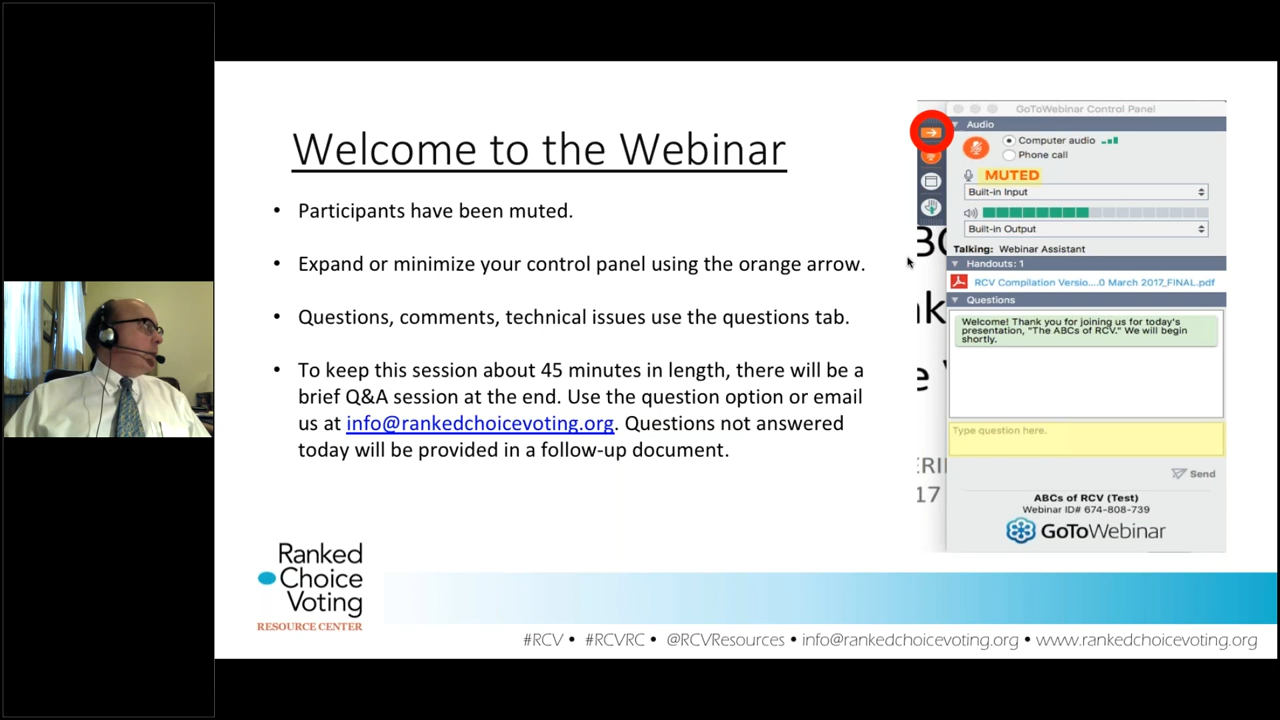 Welcome to the Webinar
• Participants have been muted.
• Expand or minimize your control panel using the orange arrow.
• Questions, comments, technical issues use the questions tab.
• To keep this session about 45 minutes in length, there will be a
brief Q&A session at the end. Use the question option or email
us at info@rankedchoicevoting.org. Questions not answered
today will be provided in a follow-up document.
GoToWebinar Control Panel
Audio
Computer audio
Phone call
MUTED
Built-in Input
Built-in Output
Talking: Webinar Assistant
Handouts: 1
RCV Compilation Versio....0 March 2017_FINAL.pdf
Questions
Welcome! Thank you for joining us for today's
presentation, "The ABCs of RCV." We will begin
shortly.
Type question here.
Send
ABCs of RCV (Test)
Webinar ID# 674-808-739
GoToWebinar
17
Ranked
Choice
Voting
RESOURCE CENTER
#RCV • #RCVRC • @RCVResources • info@rankedchoicevoting.org • www.rankedchoicevoting.org